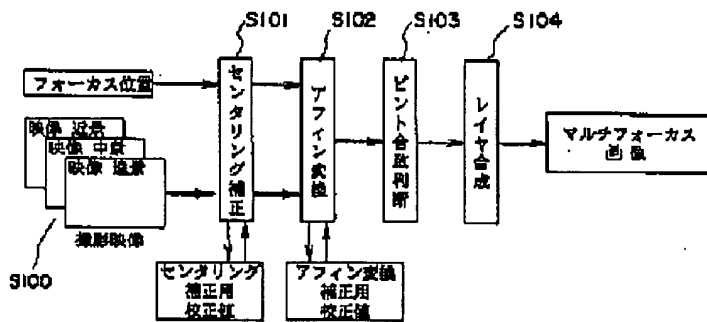 S101
S102
S103
S104
フォーカス位置
映像 近景
映像 中景
映像 遠景
撮影映像
S100
センタリング補正
アフィン変換
ピント合致判断
レイヤ合成
マルチフォーカス
画像
センタリング
補正用
校正値
アフィン変換
補正用
校正値